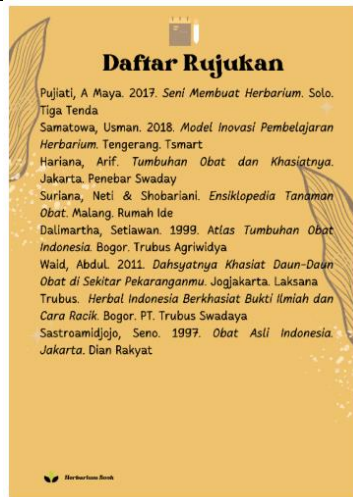 Daftar Rujukan
Pujiati, A Maya. 2017. Seni Membuat Herbarium. Solo.
Tiga Tenda
Samatowa, Usman. 2018. Model Inovasi Pembelajaran
Herbarium. Tengerang. Tsmart
Hariana, Arif. Tumbuhan Obat dan Khasiatnya.
Jakarta. Penebar Swaday
Suriana, Neti & Shobariani. Ensiklopedia Tanaman
Obat. Malang. Rumah Ide
Dalimartha, Setiawan. 1999. Atlas Tumbuhan Obat
Indonesia. Bogor. Trubus Agriwidya
Waid, Abdul. 2011. Dahsyatnya Khasiat Daun-Daun
Obat di Sekitar Pekaranganmu. Jogjakarta. Laksana
Trubus. Herbal Indonesia Berkhasiat Bukti Ilmiah dan
Cara Racik. Bogor. PT. Trubus Swadaya
Sastroamidjojo, Seno. 1997. Obat Asli Indonesia.
Jakarta. Dian Rakyat
Herbarium Book